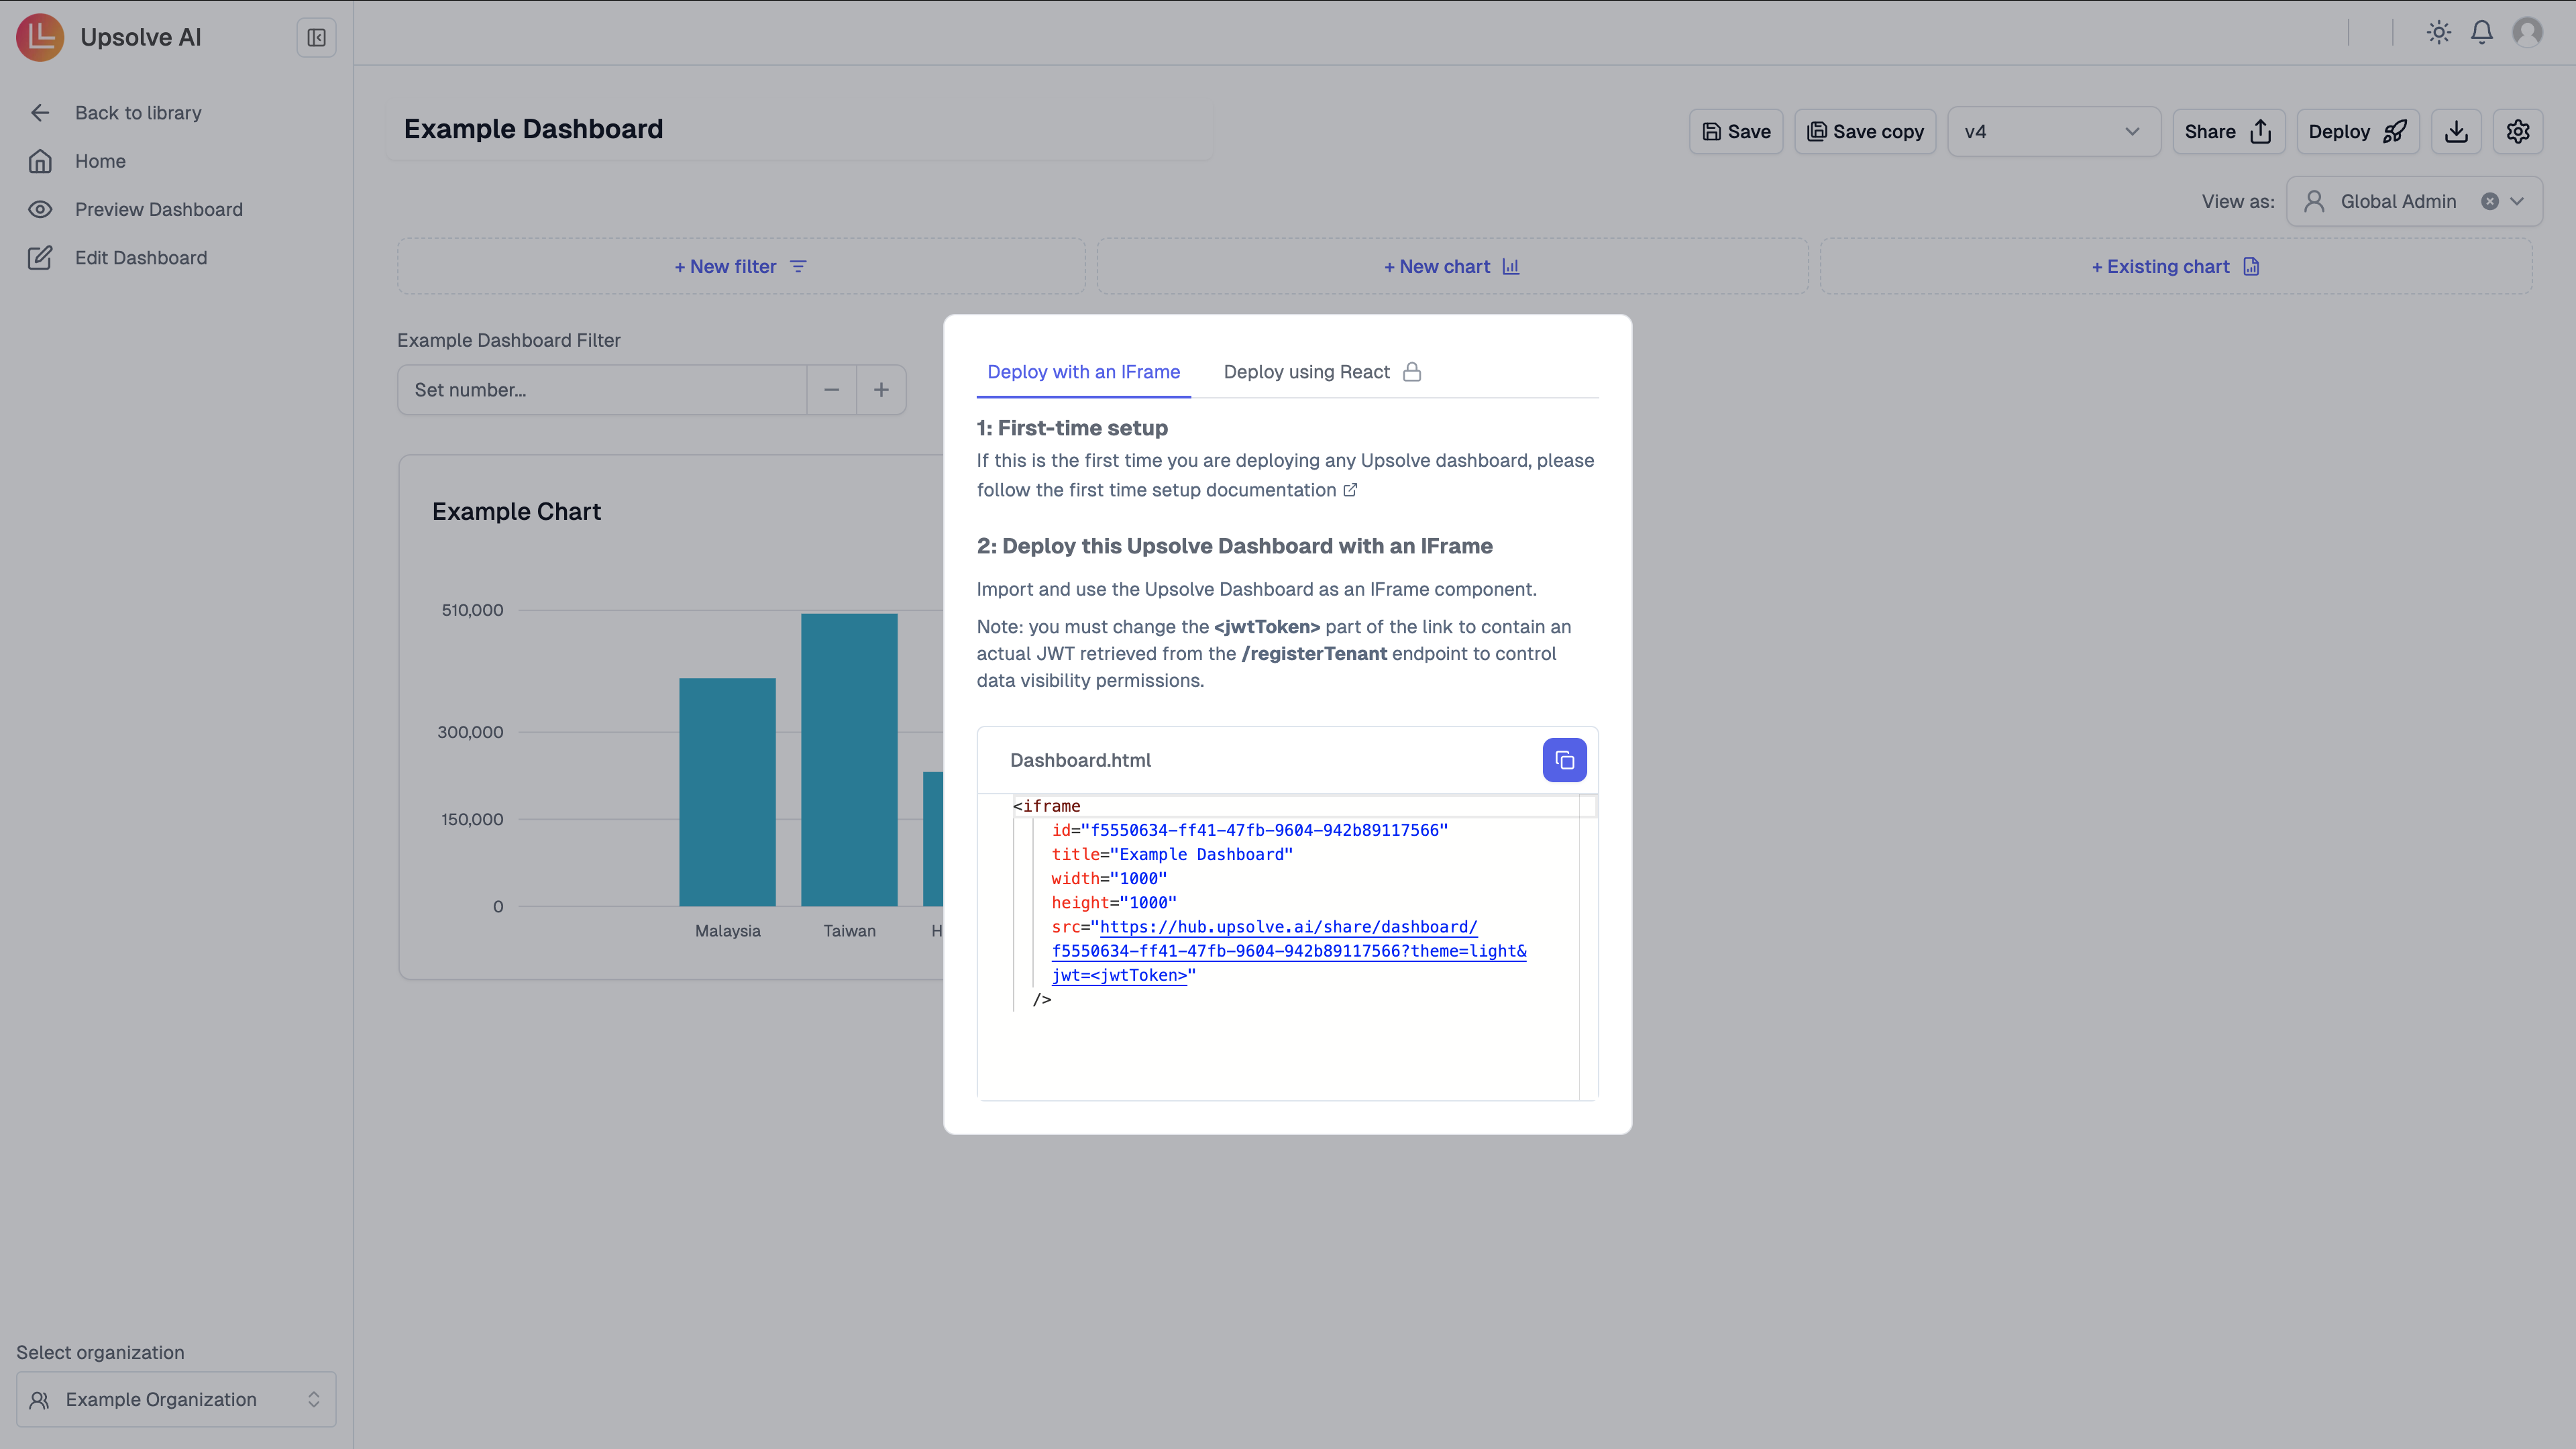 Upsolve AI
Back to library
Home
Preview Dashboard
Edit Dashboard
Select organization
Example Organization
Example Dashboard
Save
Save copy
v4
Share
Deploy
View as:
Global Admin
+ New filter
+ New chart
+ Existing chart
Example Dashboard Filter
Set number...
Example Chart
510,000
300,000
150,000
0
Malaysia
Taiwan
H
Deploy with an IFrame
Deploy using React
1: First-time setup
If this is the first time you are deploying any Upsolve dashboard, please
follow the first time setup documentation
2: Deploy this Upsolve Dashboard with an IFrame
Import and use the Upsolve Dashboard as an IFrame component.
Note: you must change the <jwtToken> part of the link to contain an
actual JWT retrieved from the /registerTenant endpoint to control
data visibility permissions.
Dashboard.html
<iframe
id="f5550634-ff41-47fb-9604-942b89117566"
title="Example Dashboard"
width="1000"
height="1000"
src="https://hub.upsolve.ai/share/dashboard/
f5550634-ff41-47fb-9604-942b89117566?theme=light&
jwt=<jwtToken>"
/>